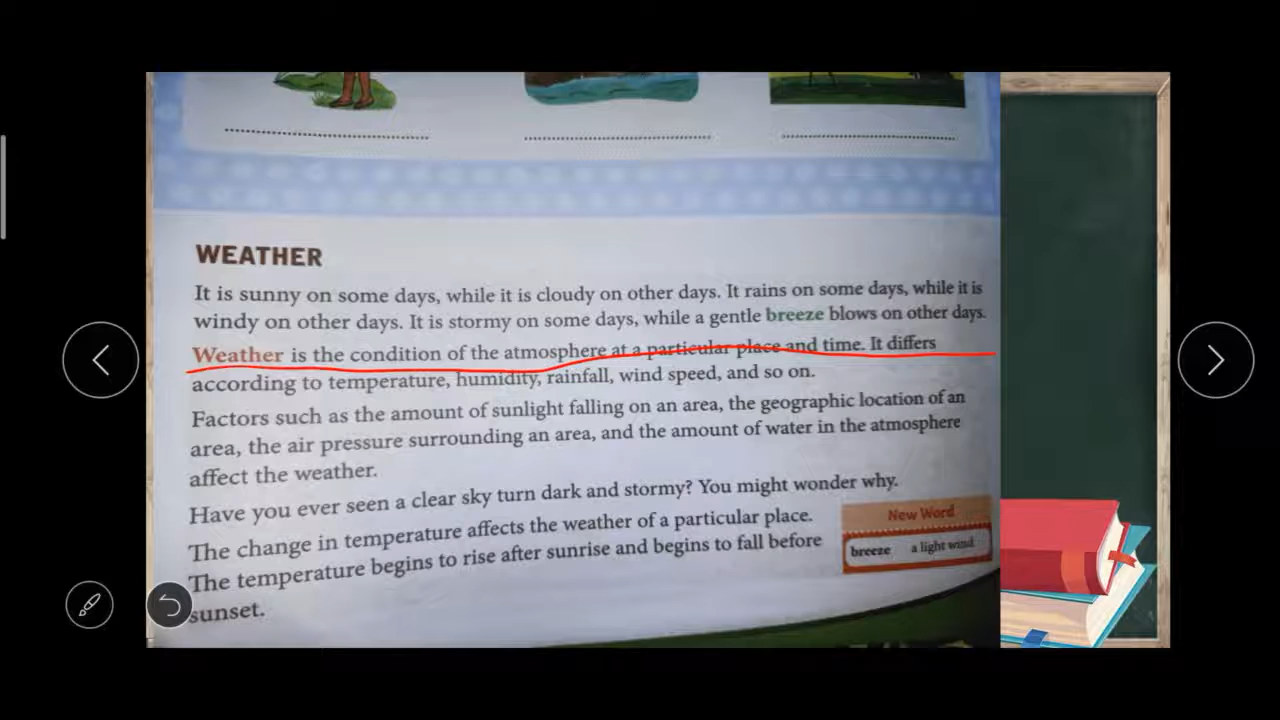 WEATHER
It is sunny on some days, while it is cloudy on other days. It rains on some days, while it is
windy on other days. It is stormy on some days, while a gentle breeze blows on other days.
Weather is the condition of the atmosphere at a particular place and time. It differs
according to temperature, humidity, rainfall, wind speed, and so on.
Factors such as the amount of sunlight falling on an area, the geographic location of an
area, the air pressure surrounding an area, and the amount of water in the atmosphere
affect the weather.
Have you ever seen a clear sky turn dark and stormy? You might wonder why.
The change in temperature affects the weather of a particular place.
The temperature begins to rise after sunrise and begins to fall before
sunset.
New Word
breeze a light wind